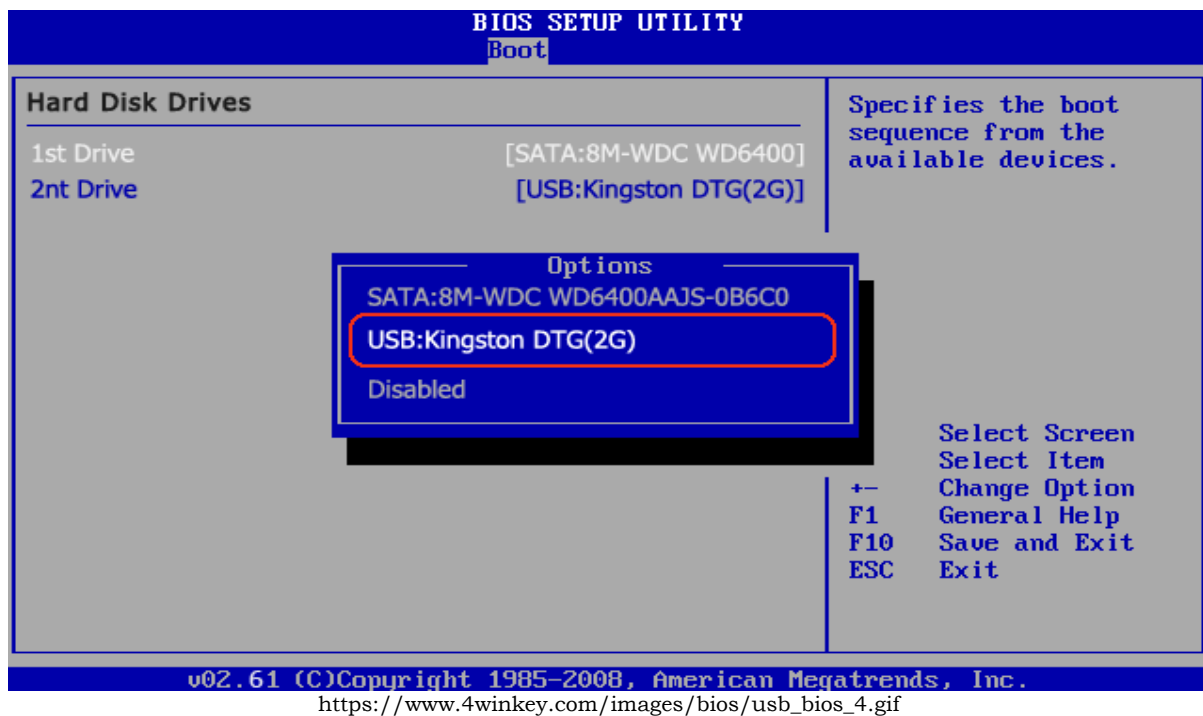 BIOS SETUP UTILITY
Boot
Hard Disk Drives
1st Drive [SATA:8M-WDC WD6400]
2nt Drive [USB:Kingston DTG(2G)]
Options
SATA:8M-WDC WD6400AAJS-0B6C0
USB:Kingston DTG(2G)
Disabled
Specifies the boot
sequence from the
available devices.
Select Screen
Select Item
+- Change Option
F1 General Help
F10 Save and Exit
ESC Exit
v02.61 (C)Copyright 1985-2008, American Megatrends, Inc.
https://www.4winkey.com/images/bios/usb_bios_4.gif